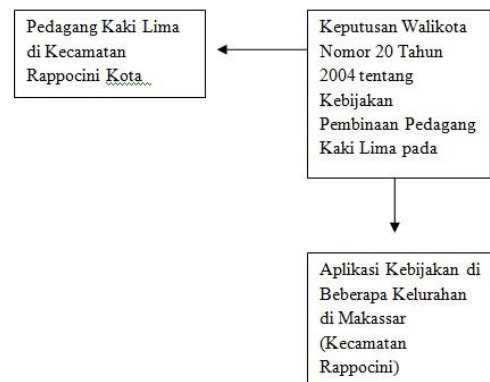 Pedagang Kaki Lima
di Kecamatan
Rappocini Kota
Keputusan Walikota
Nomor 20 Tahun
2004 tentang
Kebijakan
Pembinaan Pedagang
Kaki Lima pada
Aplikasi Kebijakan di
Beberapa Kelurahan
di Makassar
(Kecamatan
Rappocini)